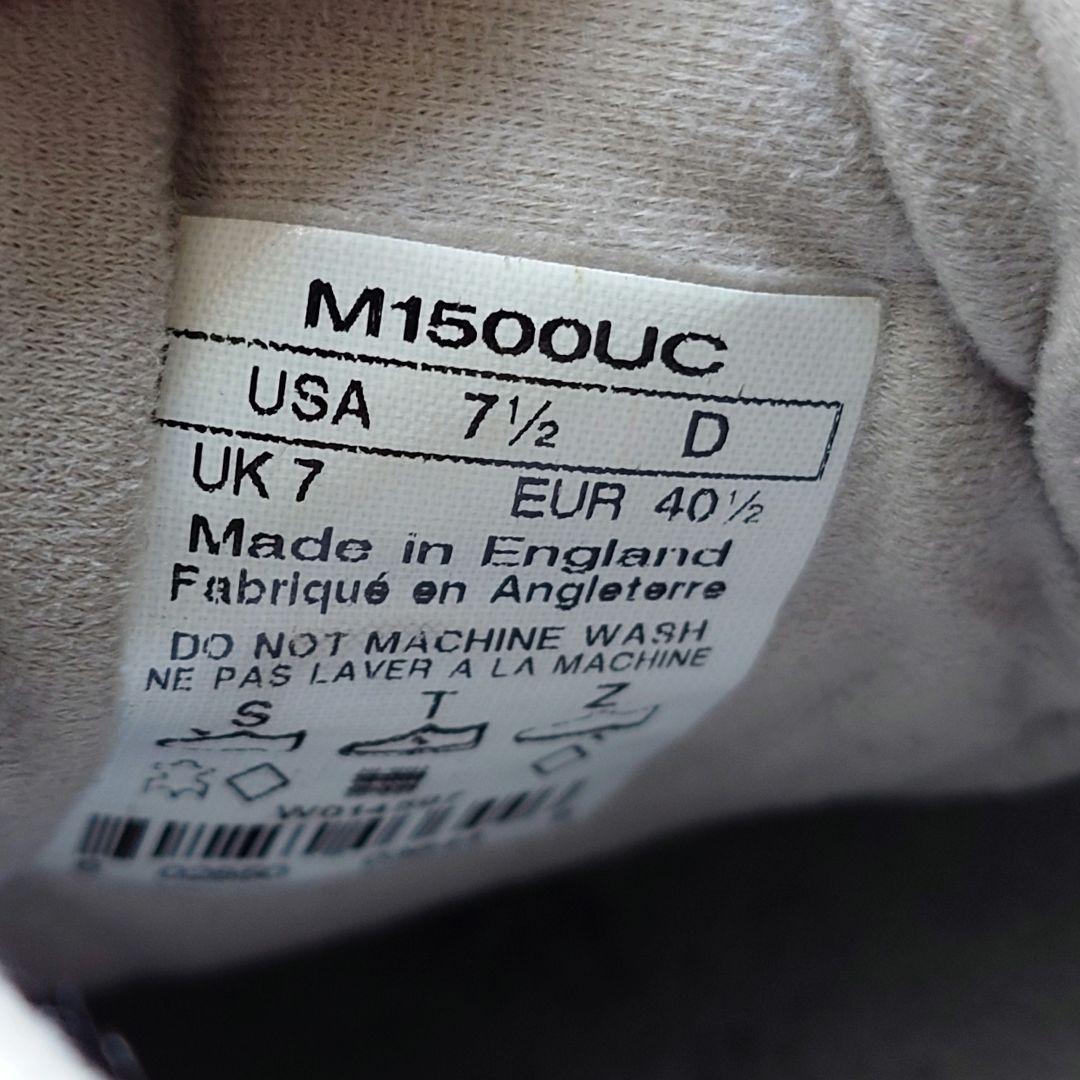 M1500UC
USA 7½ D
UK 7 EUR 40½
Made in England
Fabriqué en Angleterre
DO NOT MACHINE WASH
NE PAS LAVER A LA MACHINE
S T Z